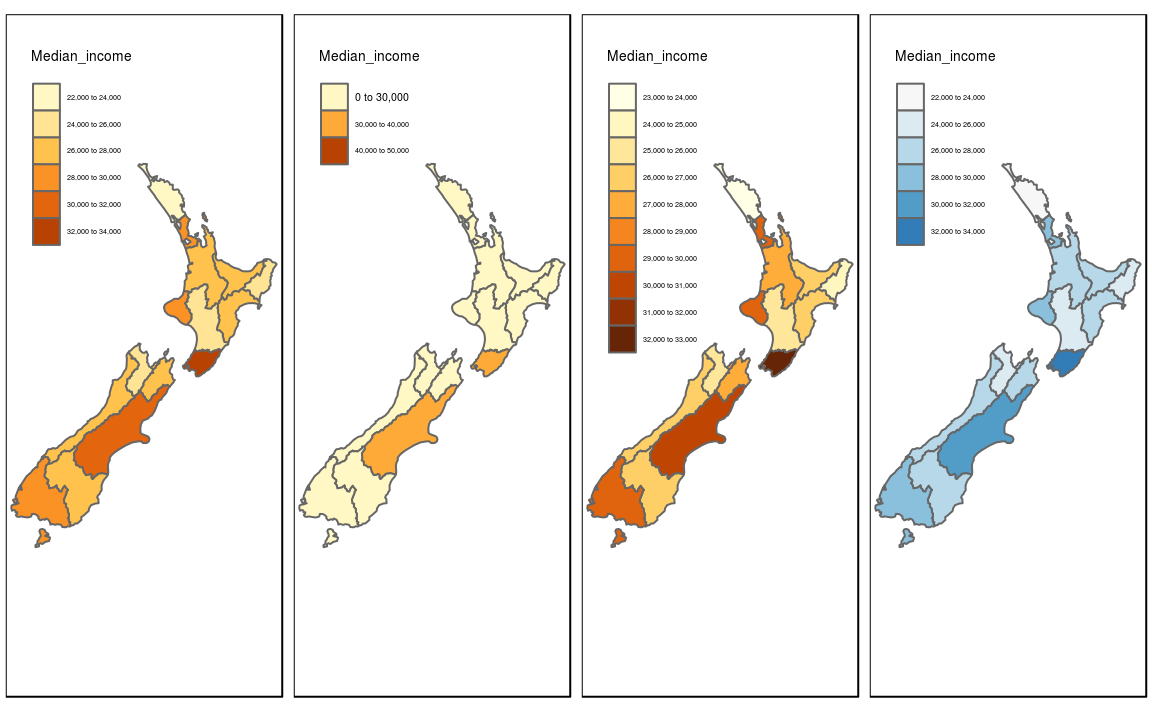 Median_income
22,000 to 24,000
24,000 to 26,000
26,000 to 28,000
28,000 to 30,000
30,000 to 32,000
32,000 to 34,000
Median_income
0 to 30,000
30,000 to 40,000
40,000 to 50,000
Median_income
23,000 to 24,000
24,000 to 25,000
25,000 to 26,000
26,000 to 27,000
27,000 to 28,000
28,000 to 29,000
29,000 to 30,000
30,000 to 31,000
31,000 to 32,000
32,000 to 33,000
Median_income
22,000 to 24,000
24,000 to 26,000
26,000 to 28,000
28,000 to 30,000
30,000 to 32,000
32,000 to 34,000